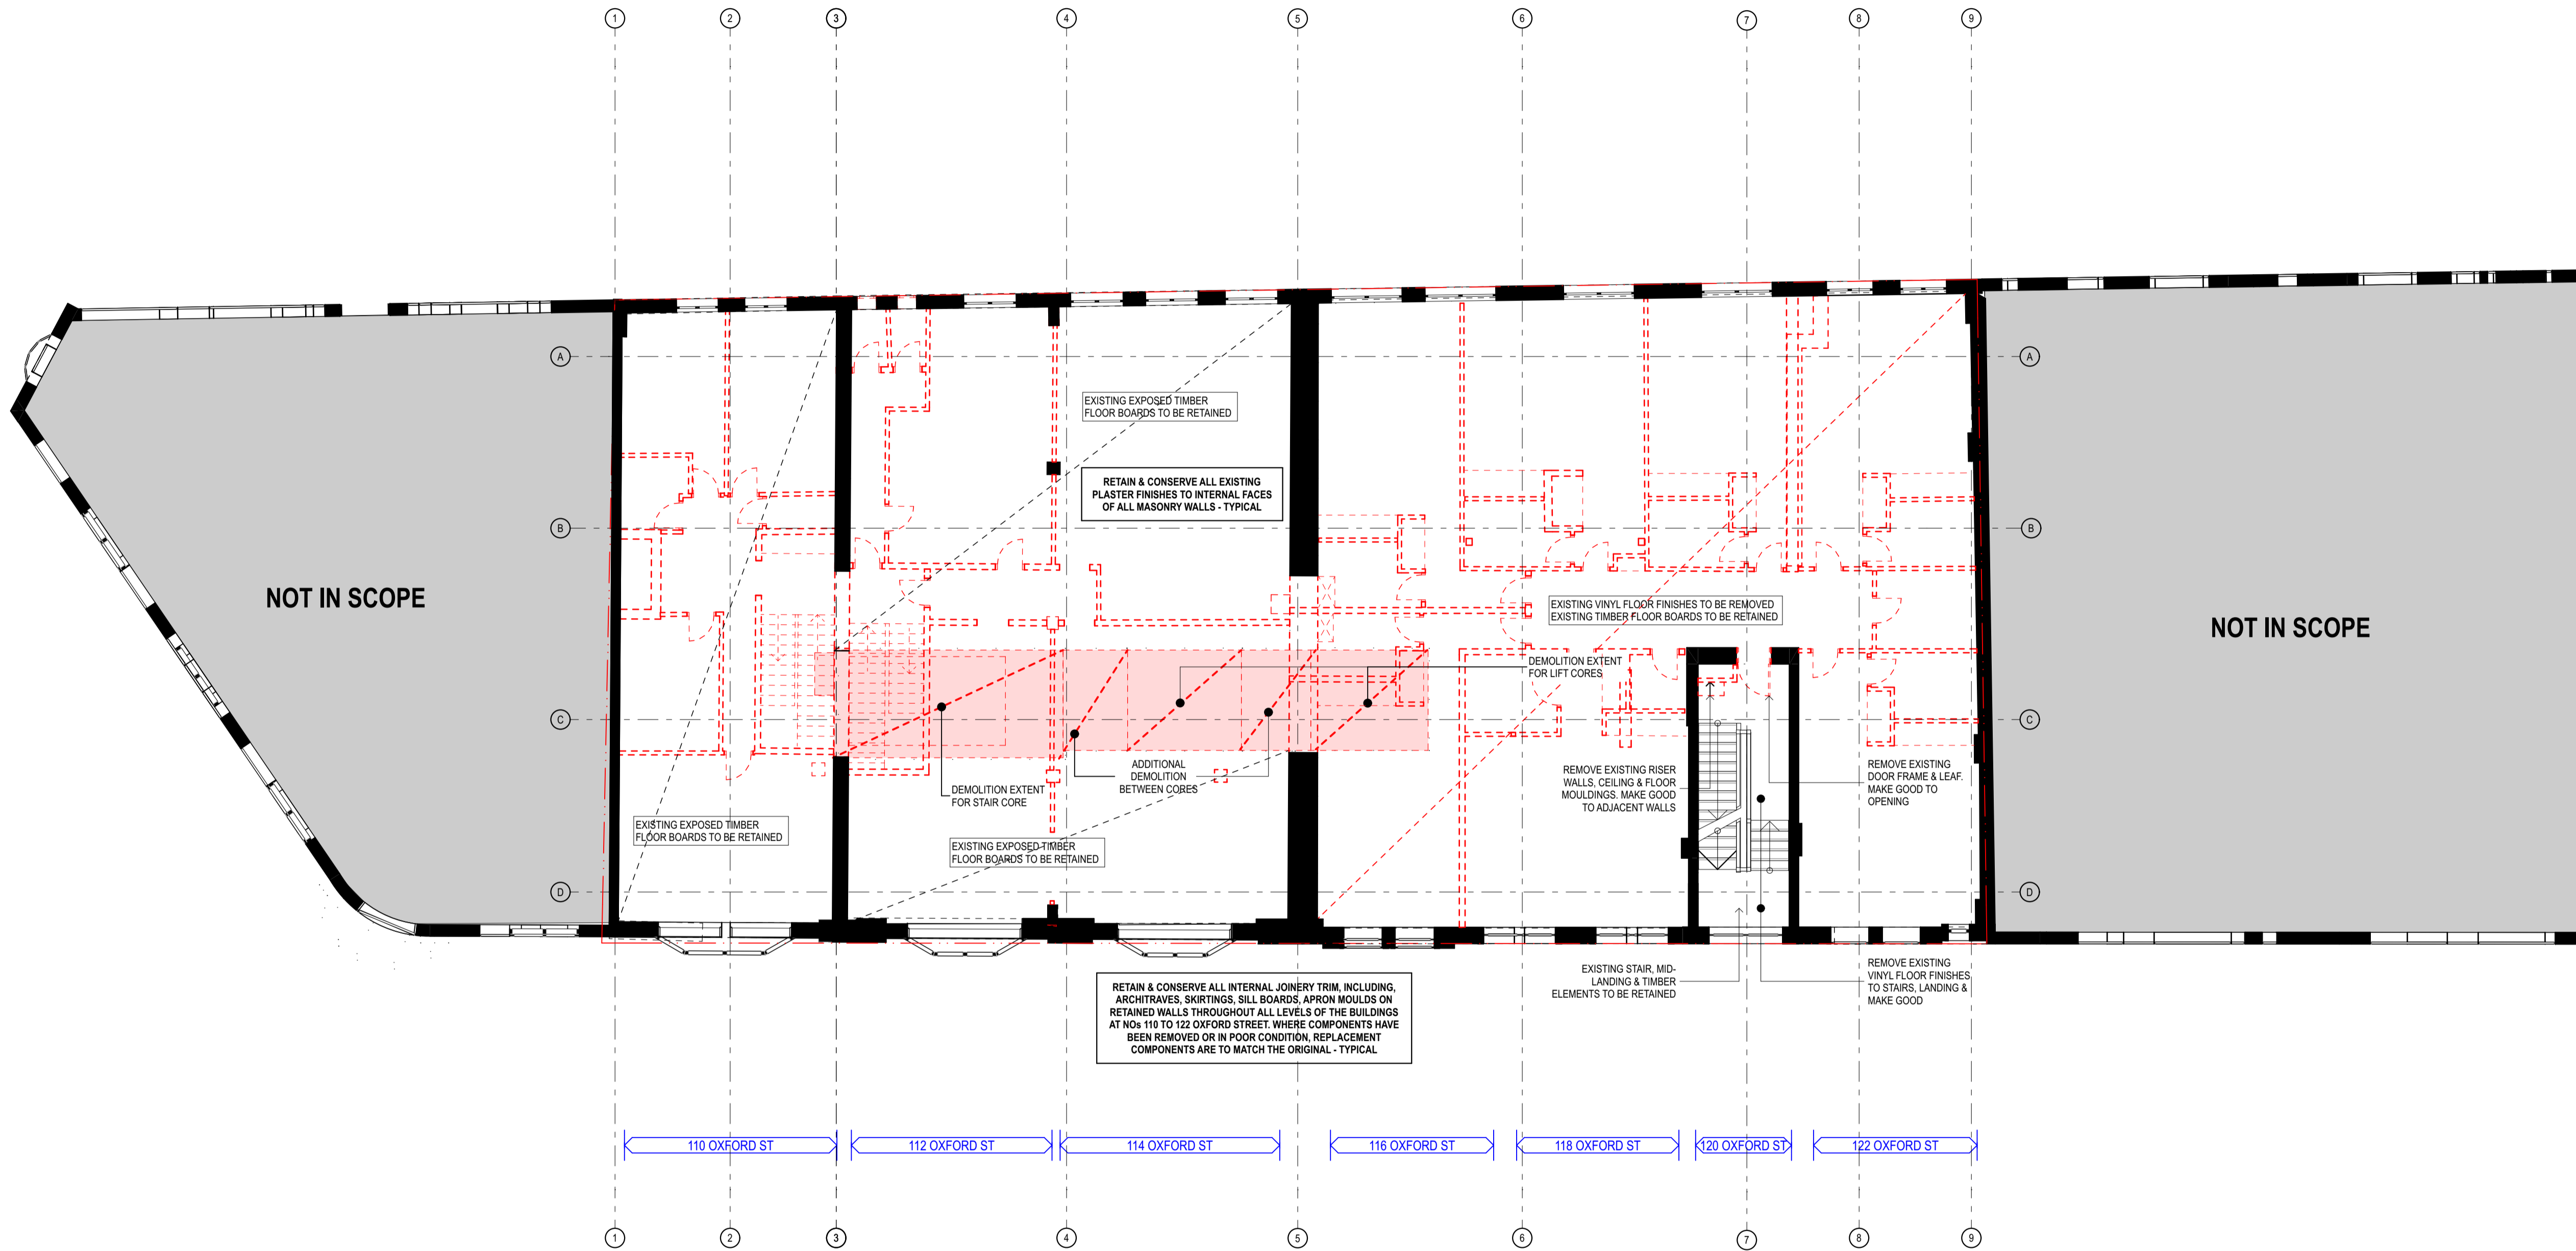 1
2
3
4
5
6
7
8
9
A
A
EXISTING EXPOSED TIMBER
FLOOR BOARDS TO BE RETAINED
RETAIN & CONSERVE ALL EXISTING
PLASTER FINISHES TO INTERNAL FACES
OF ALL MASONRY WALLS - TYPICAL
B
B
NOT IN SCOPE
EXISTING VINYL FLOOR FINISHES TO BE REMOVED
EXISTING TIMBER FLOOR BOARDS TO BE RETAINED
NOT IN SCOPE
DEMOLITION EXTENT
FOR LIFT CORES
C
C
ADDITIONAL
DEMOLITION
BETWEEN CORES
DEMOLITION EXTENT
FOR STAIR CORE
REMOVE EXISTING RISER
WALLS, CEILING & FLOOR
MOULDINGS. MAKE GOOD
TO ADJACENT WALLS
REMOVE EXISTING
DOOR FRAME & LEAF.
MAKE GOOD TO
OPENING
EXISTING EXPOSED TIMBER
FLOOR BOARDS TO BE RETAINED
EXISTING EXPOSED TIMBER
FLOOR BOARDS TO BE RETAINED
D
D
EXISTING STAIR, MID-
LANDING & TIMBER
ELEMENTS TO BE RETAINED
REMOVE EXISTING
VINYL FLOOR FINISHES
TO STAIRS, LANDING &
MAKE GOOD
RETAIN & CONSERVE ALL INTERNAL JOINERY TRIM, INCLUDING,
ARCHITRAVES, SKIRTINGS, SILL BOARDS, APRON MOULDS ON
RETAINED WALLS THROUGHOUT ALL LEVELS OF THE BUILDINGS
AT NOs 110 TO 122 OXFORD STREET. WHERE COMPONENTS HAVE
BEEN REMOVED OR IN POOR CONDITION, REPLACEMENT
COMPONENTS ARE TO MATCH THE ORIGINAL - TYPICAL
110 OXFORD ST
112 OXFORD ST
114 OXFORD ST
116 OXFORD ST
118 OXFORD ST
120 OXFORD ST
122 OXFORD ST
1
2
3
4
5
6
7
8
9